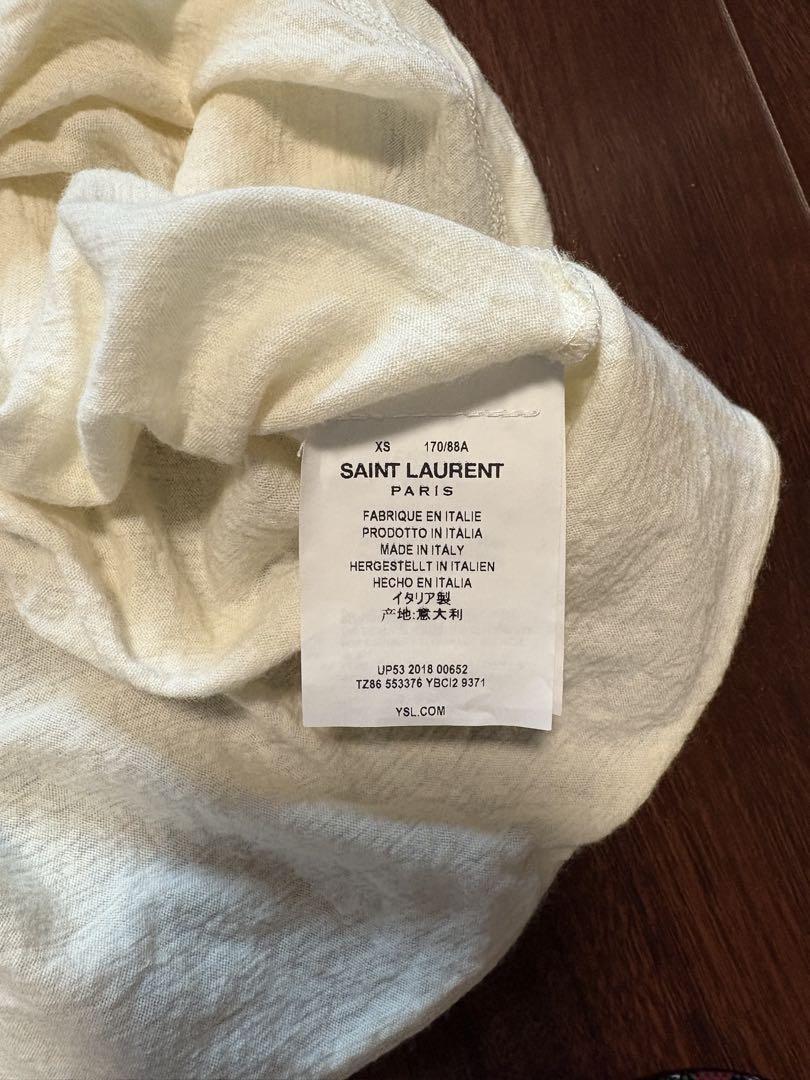 XS 170/88A
SAINT LAURENT
PARIS
FABRIQUE EN ITALIE
PRODOTTO IN ITALIA
MADE IN ITALY
HERGESTELLT IN ITALIEN
HECHO EN ITALIA
イタリア製
产地:意大利
UP53 2018 00652
TZ86 553376 YBCI2 9371
YSL.COM